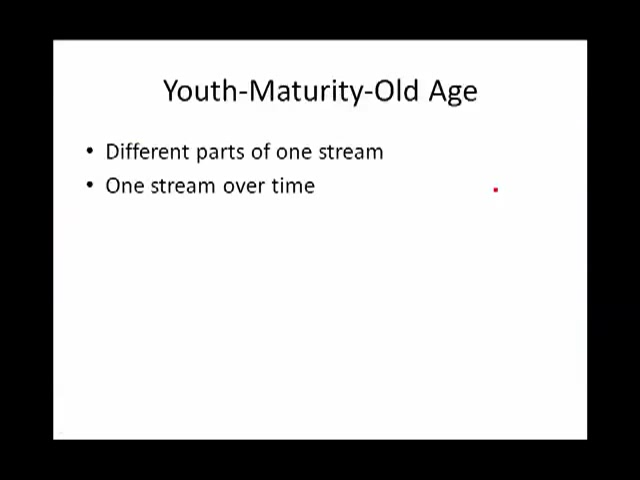 Youth-Maturity-Old Age
• Different parts of one stream
• One stream over time